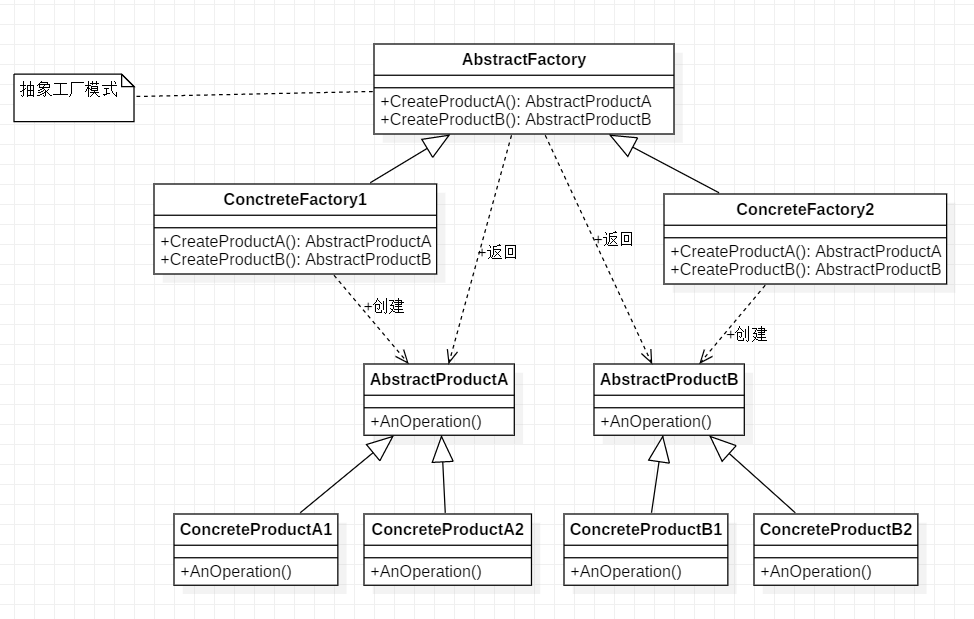 AbstractFactory
抽象工厂模式
+CreateProductA(): AbstractProductA
+CreateProductB(): AbstractProductB
ConctreteFactory1
+CreateProductA(): AbstractProductA
+CreateProductB(): AbstractProductB
ConcreteFactory2
+CreateProductA(): AbstractProductA
+CreateProductB(): AbstractProductB
+返回
+返回
+创建
+创建
AbstractProductA
+AnOperation()
AbstractProductB
+AnOperation()
ConcreteProductA1
+AnOperation()
ConcreteProductA2
+AnOperation()
ConcreteProductB1
+AnOperation()
ConcreteProductB2
+AnOperation()